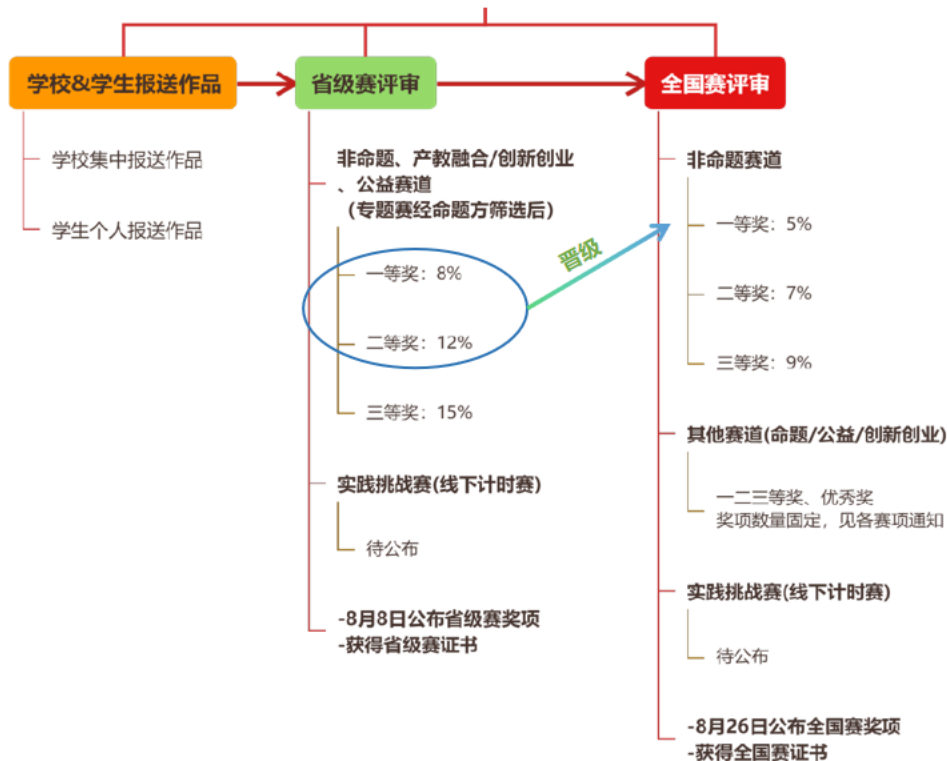 学校&学生报送作品
学校集中报送作品
学生个人报送作品
省级赛评审
非命题、产教融合/创新创业
、公益赛道
（专题赛经命题方筛选后）
一等奖：8%
二等奖：12%
三等奖：15%
实践挑战赛(线下计时赛)
待公布
-8月8日公布省级赛奖项
-获得省级赛证书
晋级
全国赛评审
非命题赛道
一等奖：5%
二等奖：7%
三等奖：9%
其他赛道(命题/公益/创新创业)
一二三等奖、优秀奖
奖项数量固定，见各赛项通知
实践挑战赛(线下计时赛)
待公布
-8月26日公布全国赛奖项
-获得全国赛证书